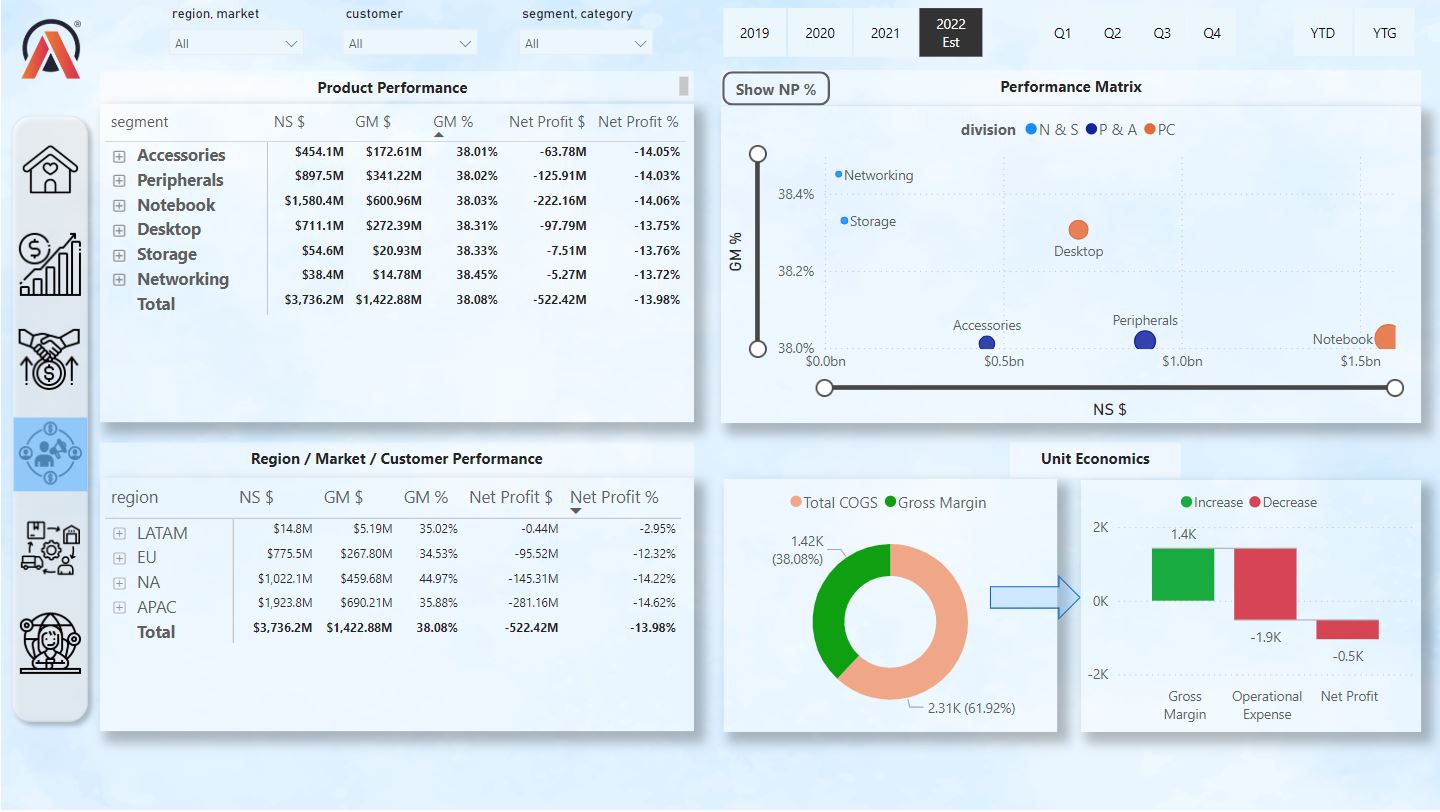 region, market
customer
segment, category
All
All
All
2019
2020
2021
2022
Est
Q1
Q2
Q3
Q4
YTD
YTG
Product Performance
segment NS $ GM $ GM % Net Profit $ Net Profit %
Accessories $454.1M $172.61M 38.01% -63.78M -14.05%
Peripherals $897.5M $341.22M 38.02% -125.91M -14.03%
Notebook $1,580.4M $600.96M 38.03% -222.16M -14.06%
Desktop $711.1M $272.39M 38.31% -97.79M -13.75%
Storage $54.6M $20.93M 38.33% -7.51M -13.76%
Networking $38.4M $14.78M 38.45% -5.27M -13.72%
Total $3,736.2M $1,422.88M 38.08% -522.42M -13.98%
Show NP %
Performance Matrix
division N & S P & A PC
GM %
38.4%
38.2%
38.0%
Networking
Storage
Desktop
Accessories
Peripherals
Notebook
$0.0bn $0.5bn $1.0bn $1.5bn
NS $
Region / Market / Customer Performance
region NS $ GM $ GM % Net Profit $ Net Profit %
LATAM $14.8M $5.19M 35.02% -0.44M -2.95%
EU $775.5M $267.80M 34.53% -95.52M -12.32%
NA $1,022.1M $459.68M 44.97% -145.31M -14.22%
APAC $1,923.8M $690.21M 35.88% -281.16M -14.62%
Total $3,736.2M $1,422.88M 38.08% -522.42M -13.98%
Unit Economics
Total COGS Gross Margin
1.42K
(38.08%)
2.31K (61.92%)
Increase Decrease
2K
0K
-2K
1.4K
-1.9K
-0.5K
Gross
Margin
Operational
Expense
Net Profit